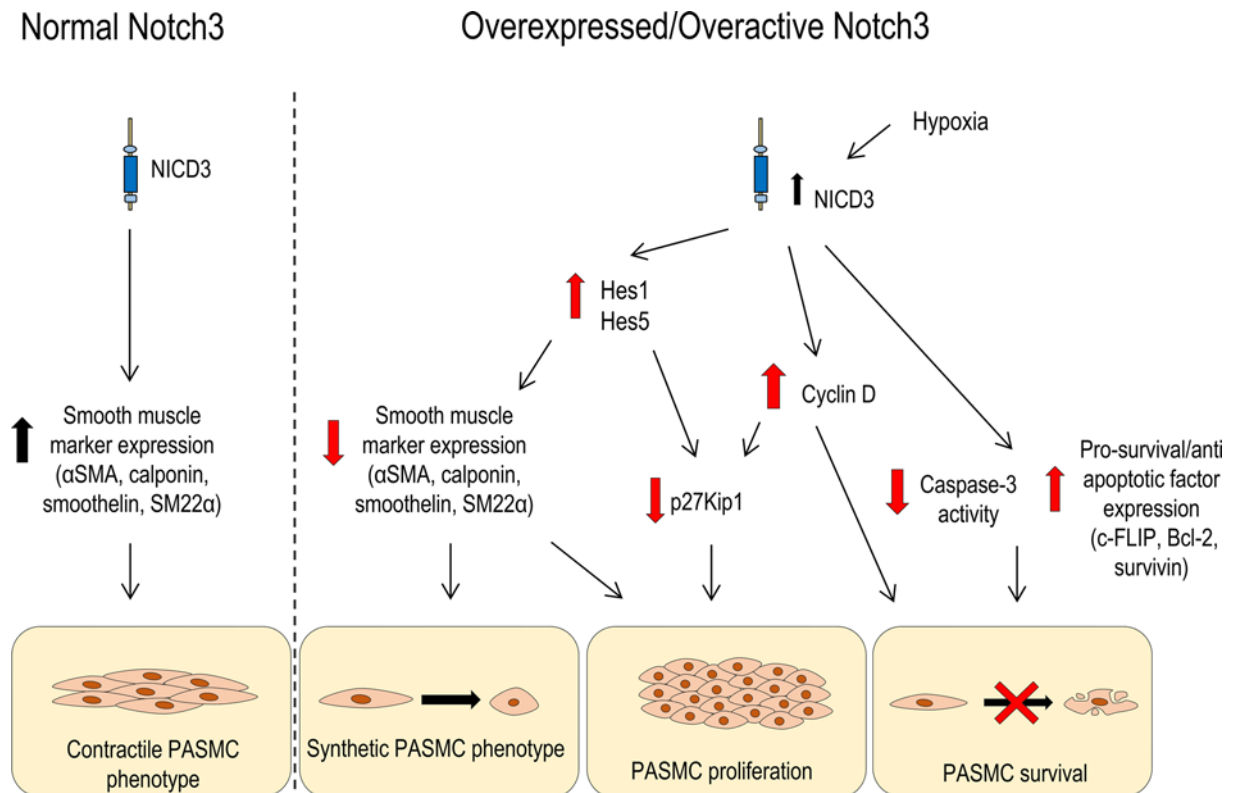 Normal Notch3
Overexpressed/Overactive Notch3
NICD3
Hypoxia
NICD3
Hes1
Hes5
Cyclin D
Smooth muscle
marker expression
(αSMA, calponin,
smoothelin, SM22α)
Smooth muscle
marker expression
(αSMA, calponin,
smoothelin, SM22α)
p27Kip1
Caspase-3
activity
Pro-survival/anti
apoptotic factor
expression
(c-FLIP, Bcl-2,
survivin)
Contractile PASMC
phenotype
Synthetic PASMC phenotype
PASMC proliferation
PASMC survival